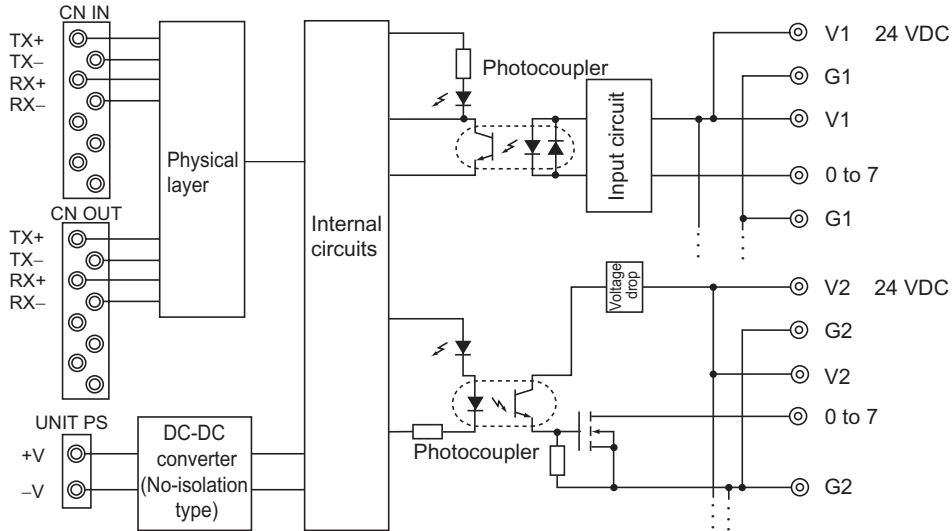 CN IN
TX+
TX−
RX+
RX−
Physical
layer
CN OUT
TX+
TX−
RX+
RX−
UNIT PS
+V
−V
DC-DC
converter
(No-isolation
type)
Internal
circuits
Photocoupler
Input circuit
V1 24 VDC
G1
V1
0 to 7
G1
Voltage
drop
V2 24 VDC
G2
V2
0 to 7
G2
Photocoupler